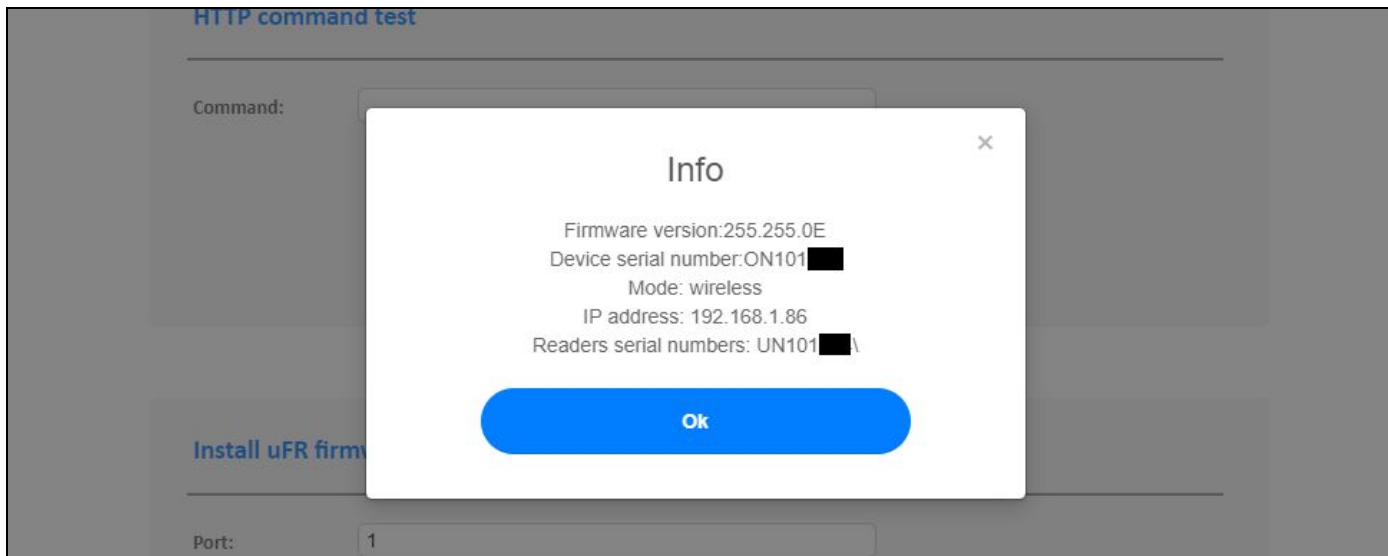 HTTP command test
Command:
×
Info
Firmware version:255.255.0E
Device serial number:ON101
Mode: wireless
IP address: 192.168.1.86
Readers serial numbers: UN101 \
Ok
Install uFR firmw
Port:
1